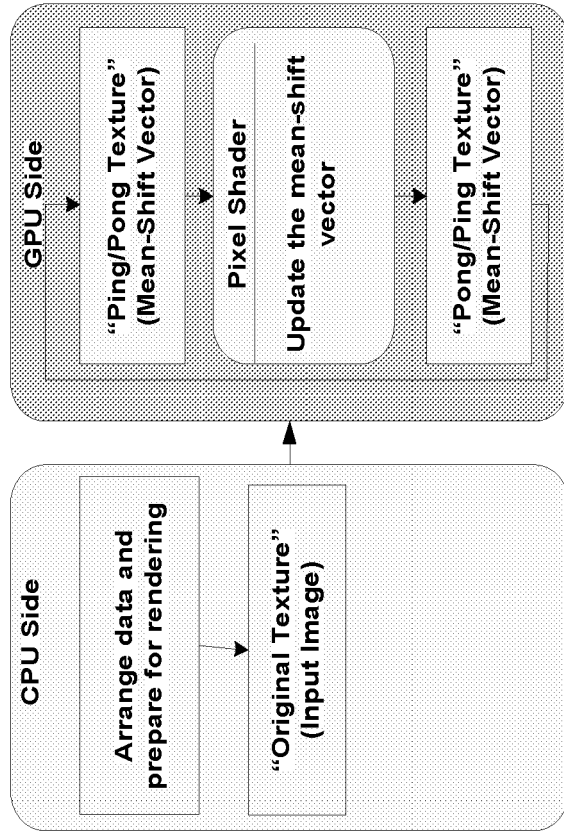 CPU Side
Arrange data and
prepare for rendering
“Original Texture”
(Input Image)
GPU Side
“Ping/Pong Texture”
(Mean-Shift Vector)
Pixel Shader
Update the mean-shift
vector
“Pong/Ping Texture”
(Mean-Shift Vector)